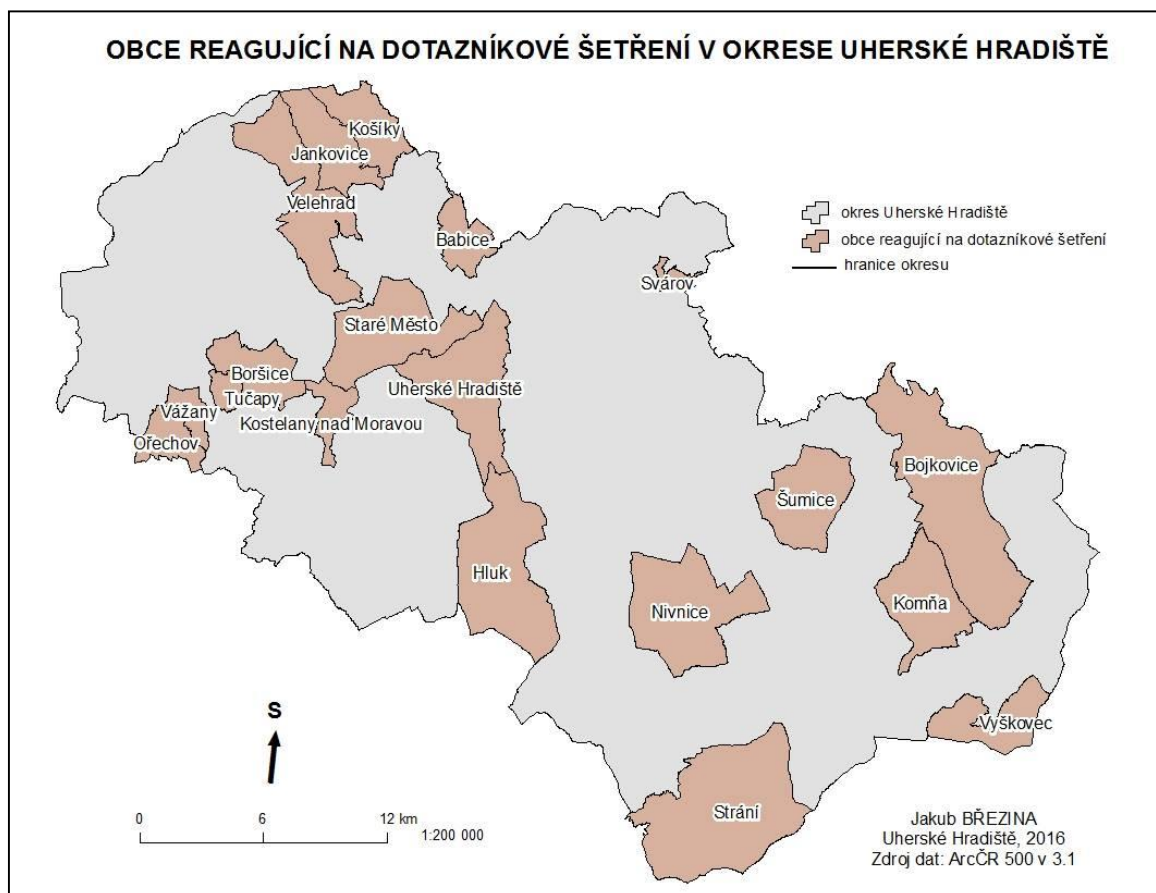 OBCE REAGUJÍCÍ NA DOTAZNÍKOVÉ ŠETŘENÍ V OKRESE UHERSKÉ HRADIŠTĚ
Košíky
Jankovice
Velehrad
Babice
okres Uherské Hradiště
obce reagující na dotazníkové šetření
hranice okresu
Svárov
Staré Město
Boršice
Uherské Hradiště
Tučapy
Vážany
Kostelany nad Moravou
Ořechov
Bojkovice
Šumice
Hluk
Komňa
Nivnice
S
Vyškovec
Strání
0 6 12 km
1:200 000
Jakub BŘEZINA
Uherské Hradiště, 2016
Zdroj dat: ArcČR 500 v 3.1